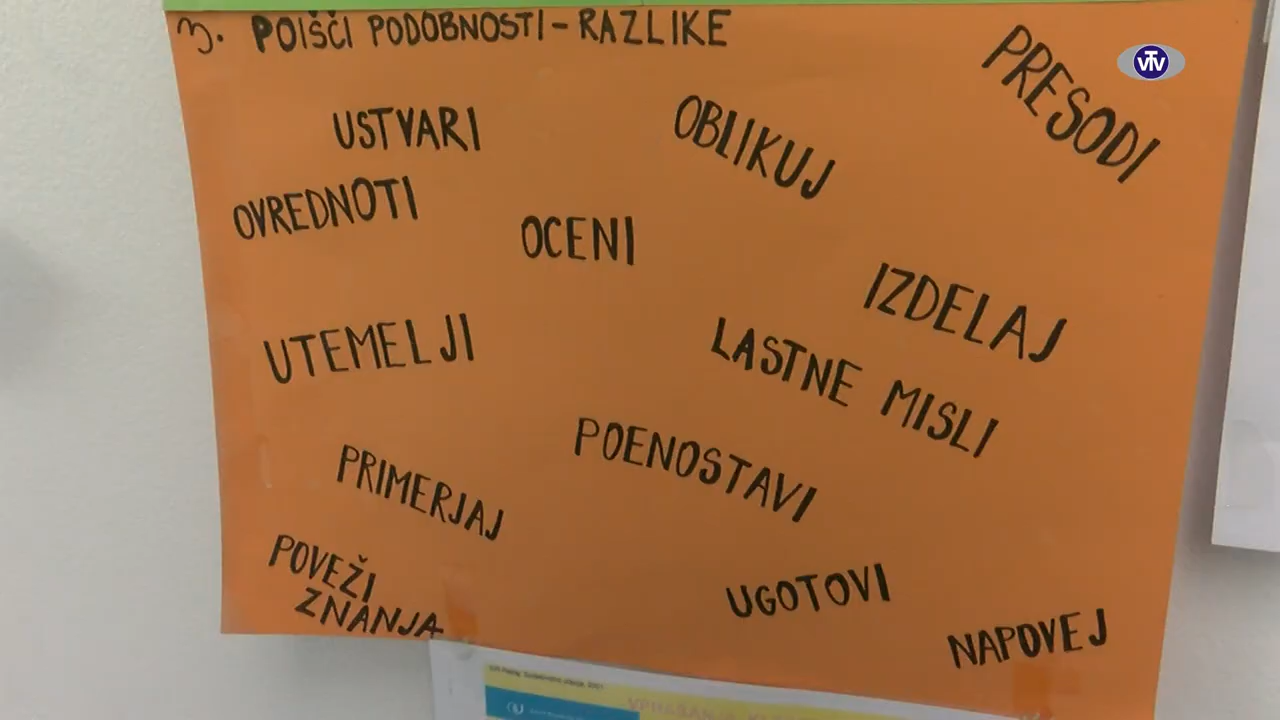 3. POIŠČI PODOBNOSTI - RAZLIKE
PRESODI
VTV
USTVARI
OBLIKUJ
OVREDNOTI
OCENI
IZDELAJ
UTEMELJI
LASTNE MISLI
PRIMERJAJ
POENOSTAVI
POVEŽI
ZNANJA
UGOTOVI
NAPOVEJ